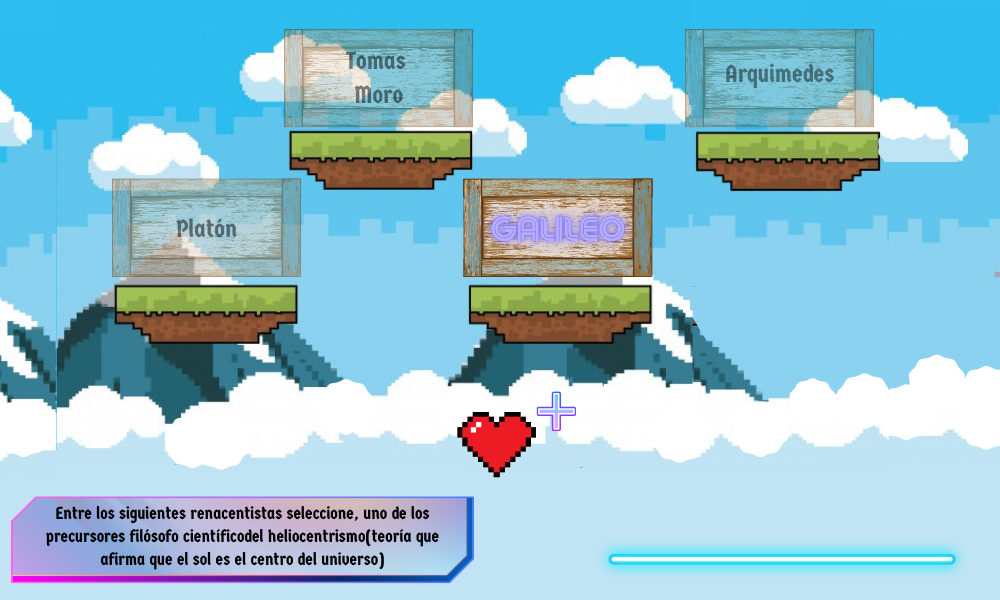 Tomas
Moro
Arquimedes
Platón
GALILEO
Entre los siguientes renacentistas seleccione, uno de los
precursores filósofo científicodel heliocentrismo(teoría que
afirma que el sol es el centro del universo)